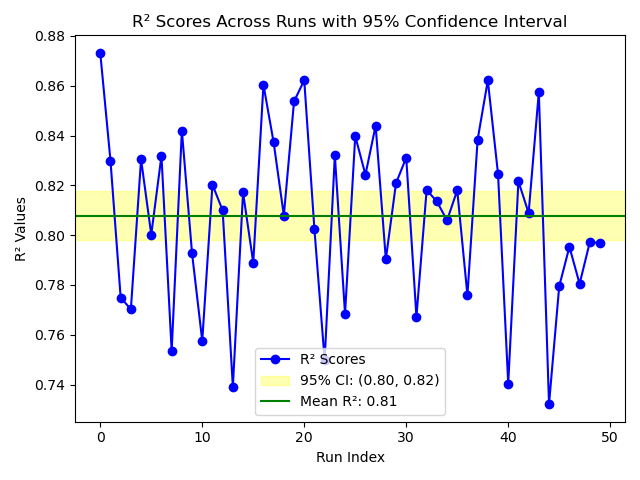 R² Scores Across Runs with 95% Confidence Interval
0.88
0.86
0.84
0.82
0.80
0.78
0.76
0.74
R² Values
R² Scores
95% CI: (0.80, 0.82)
Mean R²: 0.81
0 10 20 30 40 50
Run Index